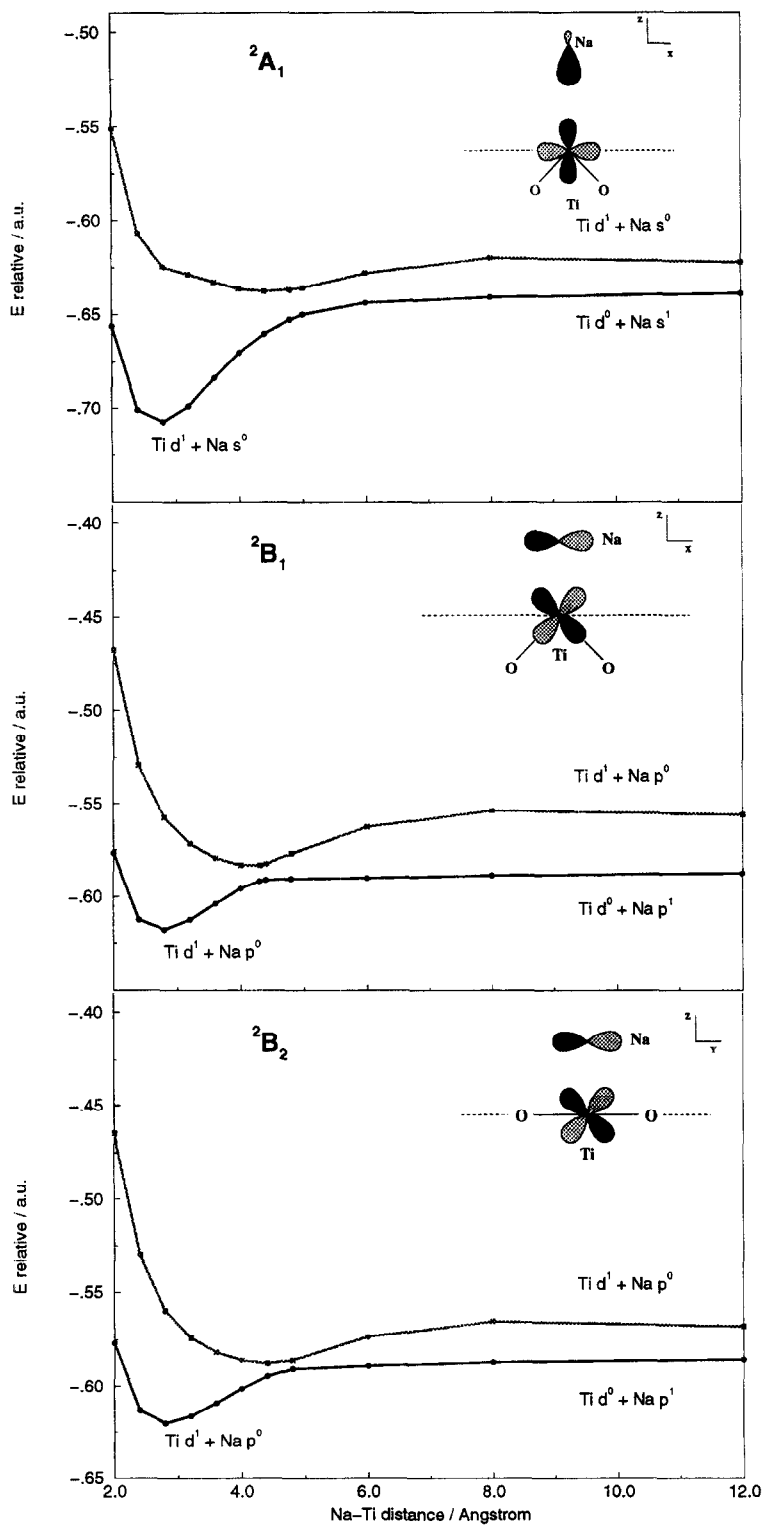 −.50
−.55
−.60
−.65
−.70
E relative / a.u.
²A₁
z
x
Na
O
O
Ti
Ti d¹ + Na s⁰
Ti d⁰ + Na s¹
Ti d¹ + Na s⁰
−.40
−.45
−.50
−.55
−.60
E relative / a.u.
²B₁
z
x
Na
Ti
O
O
Ti d¹ + Na p⁰
Ti d⁰ + Na p¹
Ti d¹ + Na p⁰
−.40
−.45
−.50
−.55
−.60
−.65
E relative / a.u.
²B₂
z
Y
Na
O
O
Ti
Ti d¹ + Na p⁰
Ti d⁰ + Na p¹
Ti d¹ + Na p⁰
2.0 4.0 6.0 8.0 10.0 12.0
Na−Ti distance / Angstrom